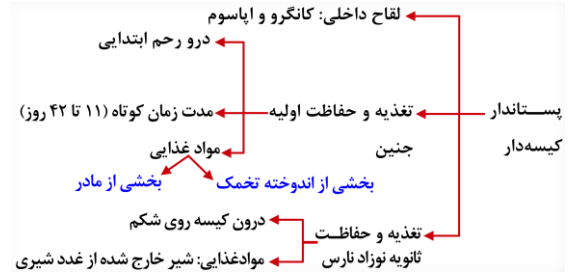 لقاح داخلی: کانگرو و اپاسوم
درو رحم ابتدایی
پستاندار
کیسه‌دار
تغذیه و حفاظت اولیه
جنین
مدت زمان کوتاه (۱۱ تا ۴۲ روز)
مواد غذایی
بخشی از اندوخته تخمک
بخشی از مادر
تغذیه و حفاظت
ثانویه نوزاد نارس
درون کیسه روی شکم
موادغذایی: شیر خارج شده از غدد شیری